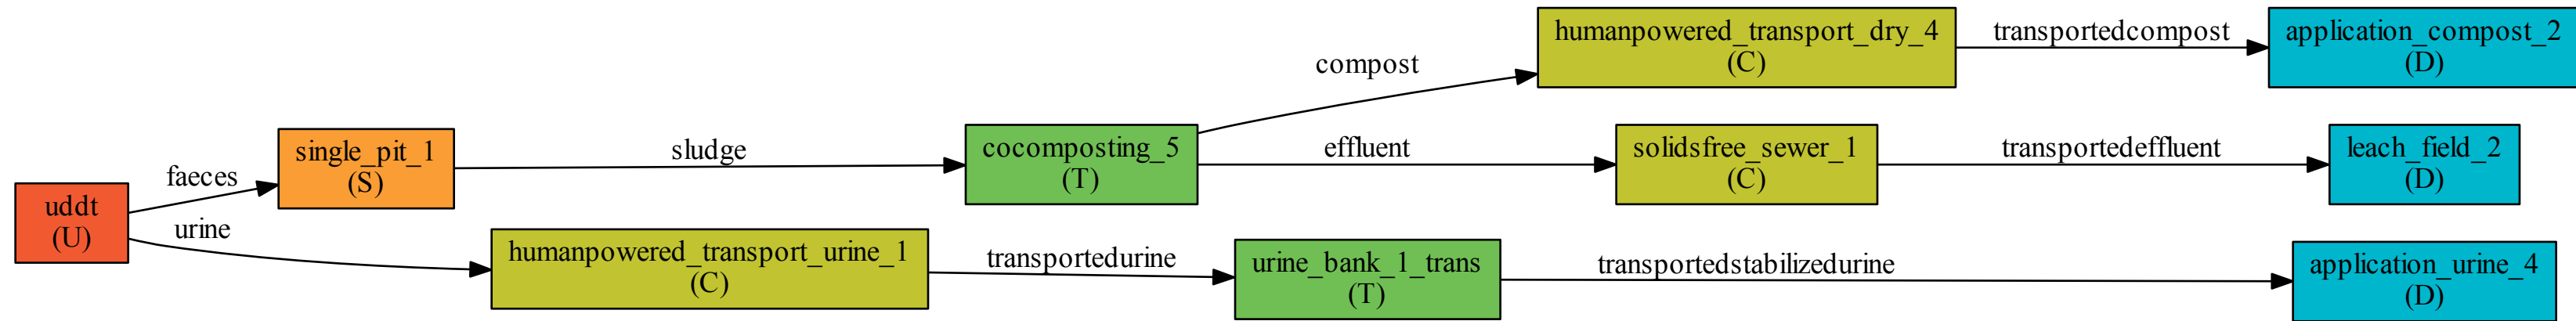 uddt
(U)
faeces
urine
single_pit_1
(S)
sludge
humanpowered_transport_urine_1
(C)
transportedurine
cocomposting_5
(T)
compost
effluent
urine_bank_1_trans
(T)
transportedstabilizedurine
humanpowered_transport_dry_4
(C)
transportedcompost
solidsfree_sewer_1
(C)
transportedeffluent
application_compost_2
(D)
leach_field_2
(D)
application_urine_4
(D)